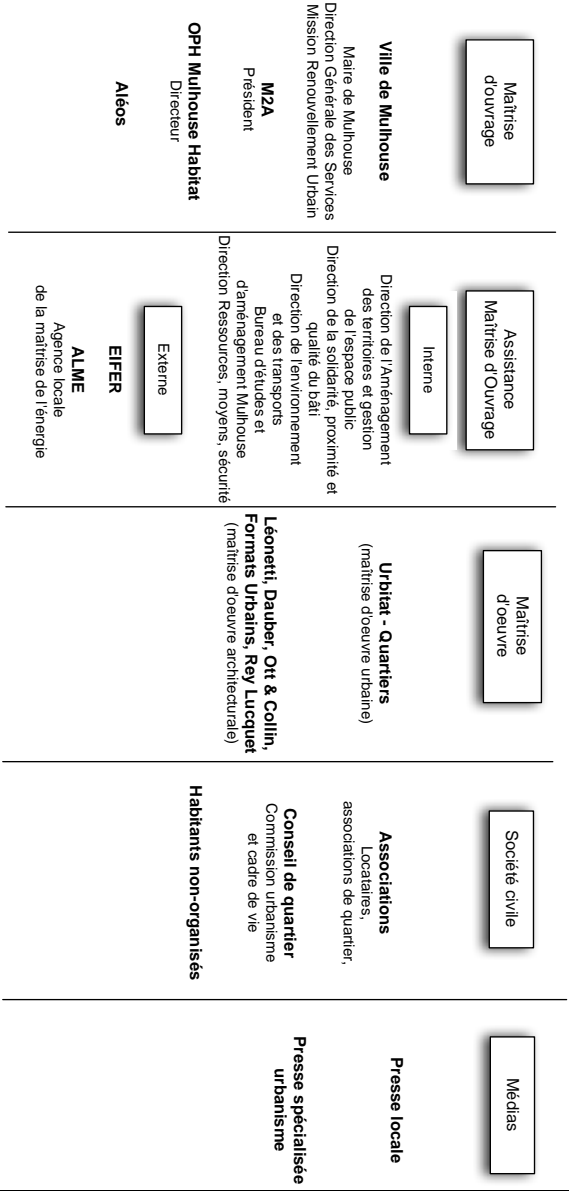 Maîtrise
d'ouvrage
Ville de Mulhouse
Maire de Mulhouse
Direction Générale des Services
Mission Renouvellement Urbain
M2A
Président
OPH Mulhouse Habitat
Directeur
Aléos
Assistance
Maîtrise d'Ouvrage
Interne
Direction de l'Aménagement
des territoires et gestion
de l'espace public
Direction de la solidarité, proximité et
qualité du bâti
Direction de l'environnement
et des transports
Bureau d'études et
d'aménagement Mulhouse
Direction Ressources, moyens, sécurité
Externe
EIFER
ALME
Agence locale
de la maîtrise de l'énergie
Maîtrise
d'oeuvre
Urbitat - Quartiers
(maîtrise d'oeuvre urbaine)
Léonetti, Dauber, Ott & Collin,
Formats Urbains, Rey Lucquet
(maîtrise d'oeuvre architecturale)
Société civile
Associations
Locataires,
associations de quartier,
Conseil de quartier
Commission urbanisme
et cadre de vie
Habitants non-organisés
Médias
Presse locale
Presse spécialisée
urbanisme